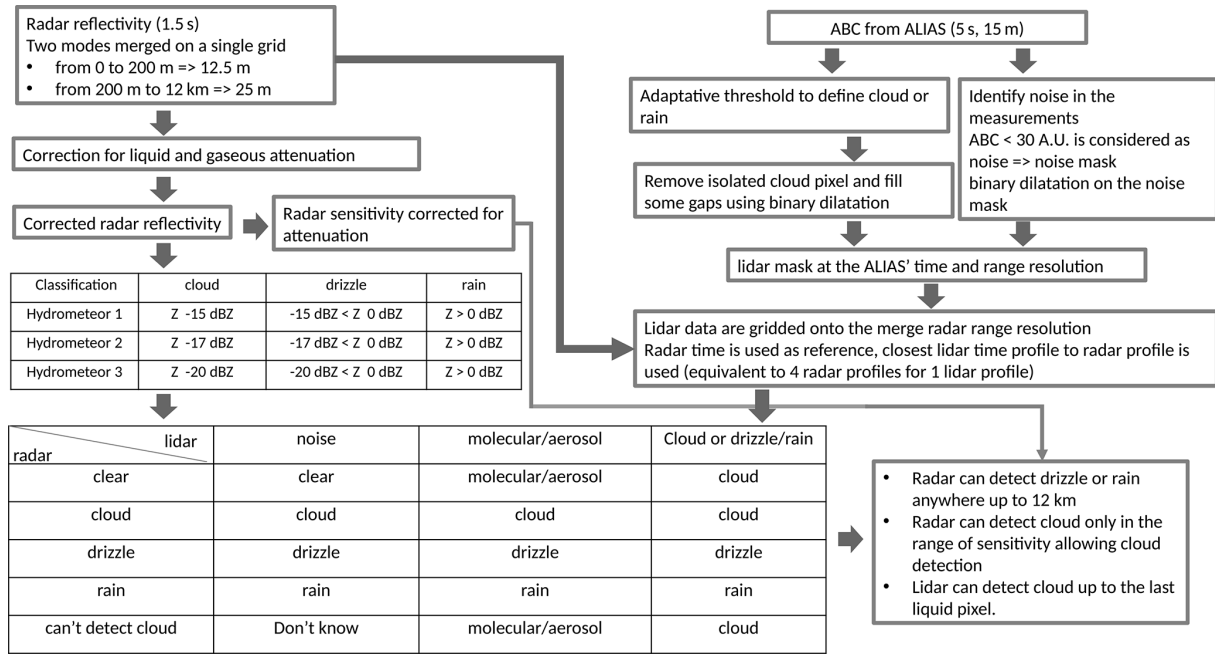 Radar reflectivity (1.5 s)
Two modes merged on a single grid
• from 0 to 200 m => 12.5 m
• from 200 m to 12 km => 25 m
Correction for liquid and gaseous attenuation
Corrected radar reflectivity
Radar sensitivity corrected for
attenuation
Classification cloud drizzle rain
Hydrometeor 1 Z -15 dBZ -15 dBZ < Z 0 dBZ Z > 0 dBZ
Hydrometeor 2 Z -17 dBZ -17 dBZ < Z 0 dBZ Z > 0 dBZ
Hydrometeor 3 Z -20 dBZ -20 dBZ < Z 0 dBZ Z > 0 dBZ
ABC from ALIAS (5 s, 15 m)
Adaptative threshold to define cloud or
rain
Remove isolated cloud pixel and fill
some gaps using binary dilatation
Identify noise in the
measurements
ABC < 30 A.U. is considered as
noise => noise mask
binary dilatation on the noise
mask
lidar mask at the ALIAS’ time and range resolution
Lidar data are gridded onto the merge radar range resolution
Radar time is used as reference, closest lidar time profile to radar profile is
used (equivalent to 4 radar profiles for 1 lidar profile)
lidar
radar
noise molecular/aerosol Cloud or drizzle/rain
clear clear molecular/aerosol cloud
cloud cloud cloud cloud
drizzle drizzle drizzle drizzle
rain rain rain rain
can’t detect cloud Don’t know molecular/aerosol cloud
• Radar can detect drizzle or rain
anywhere up to 12 km
• Radar can detect cloud only in the
range of sensitivity allowing cloud
detection
• Lidar can detect cloud up to the last
liquid pixel.